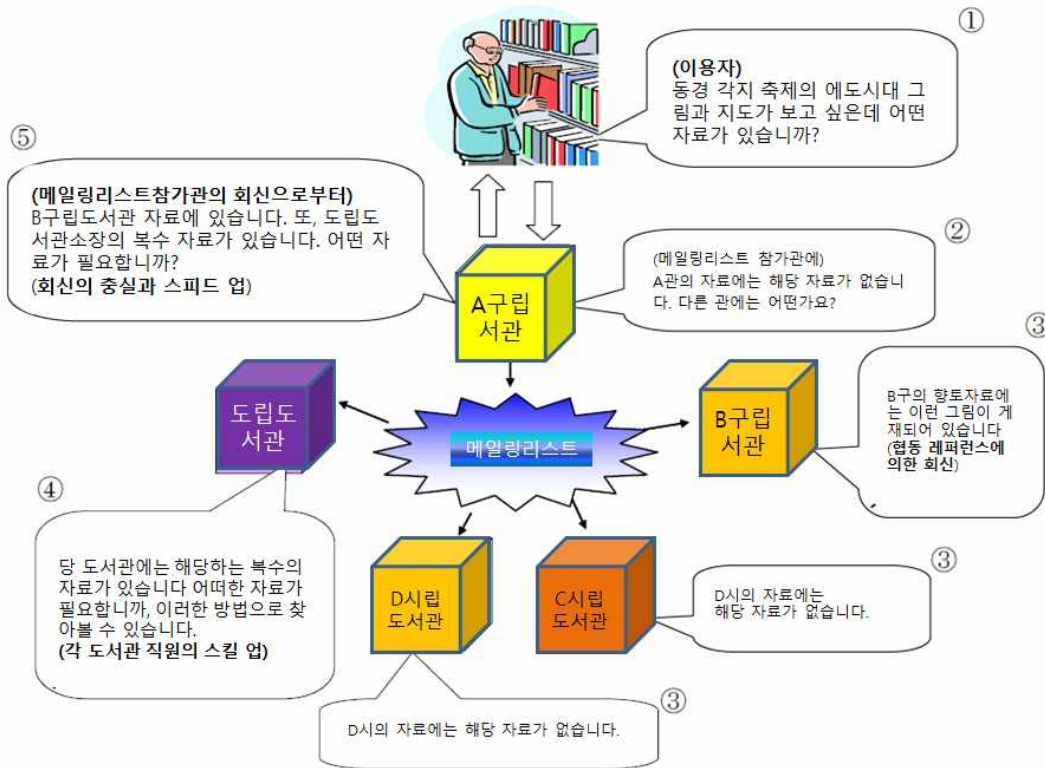 ①
(이용자)
동경 각지 축제의 에도시대 그
림과 지도가 보고 싶은데 어떤
자료가 있습니까?
⑤
(메일링리스트참가관의 회신으로부터)
B구립도서관 자료에 있습니다. 또, 도립도
서관소장의 복수 자료가 있습니다. 어떤 자
료가 필요합니까?
(회신의 충실과 스피드 업)
②
(메일링리스트 참가관에)
A관의 자료에는 해당 자료가 없습니
다. 다른 관에는 어떤가요?
A구립
서관
③
B구의 향토자료에
는 이런 그림이 게
재되어 있습니다
(협동 레퍼런스에
의한 회신)
도립도
서관
메일링리스트
B구립
서관
④
당 도서관에는 해당하는 복수의
자료가 있습니다 어떠한 자료가
필요합니까, 이러한 방법으로 찾
아볼 수 있습니다.
(각 도서관 직원의 스킬 업)
D시립
도서관
C시립
도서관
③
D시의 자료에는
해당 자료가 없습니다.
③
D시의 자료에는 해당 자료가 없습니다.